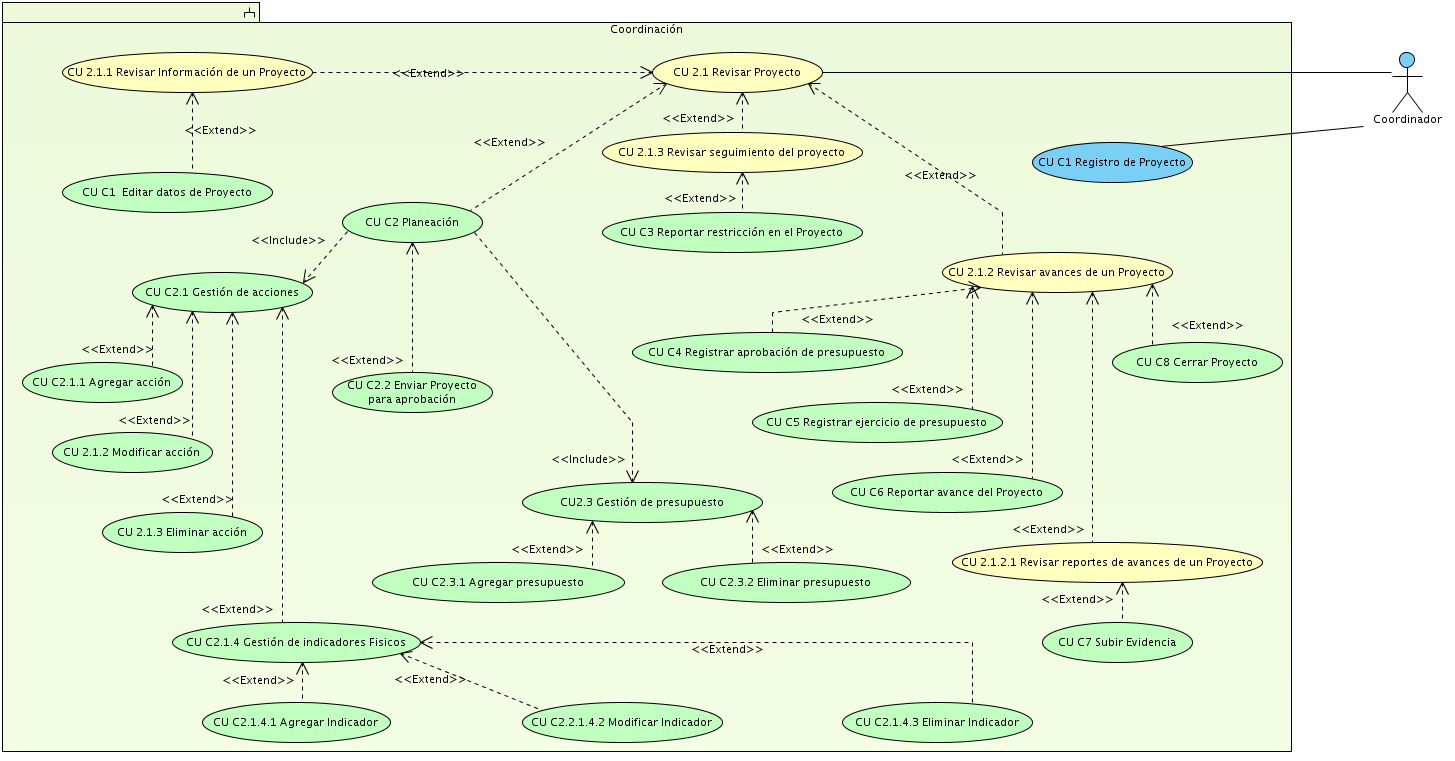 Coordinación
CU 2.1.1 Revisar Información de un Proyecto
<<Extend>>
CU 2.1 Revisar Proyecto
Coordinador
<<Extend>>
<<Extend>>
<<Extend>>
CU 2.1.3 Revisar seguimiento del proyecto
CU C1 Registro de Proyecto
<<Extend>>
CU C1  Editar datos de Proyecto
<<Extend>>
CU C2 Planeación
CU C3 Reportar restricción en el Proyecto
<<Include>>
CU 2.1.2 Revisar avances de un Proyecto
CU C2.1 Gestión de acciones
<<Extend>>
<<Extend>>
<<Extend>>
<<Extend>>
CU C4 Registrar aprobación de presupuesto
CU C8 Cerrar Proyecto
CU C2.1.1 Agregar acción
CU C2.2 Enviar Proyecto
para aprobación
<<Extend>>
<<Extend>>
CU C5 Registrar ejercicio de presupuesto
CU 2.1.2 Modificar acción
<<Include>>
<<Extend>>
<<Extend>>
CU2.3 Gestión de presupuesto
CU C6 Reportar avance del Proyecto
CU 2.1.3 Eliminar acción
<<Extend>>
<<Extend>>
<<Extend>>
CU 2.1.2.1 Revisar reportes de avances de un Proyecto
CU C2.3.1 Agregar presupuesto
CU C2.3.2 Eliminar presupuesto
<<Extend>>
<<Extend>>
CU C2.1.4 Gestión de indicadores Fisicos
CU C7 Subir Evidencia
<<Extend>>
<<Extend>>
<<Extend>>
CU C2.1.4.1 Agregar Indicador
CU C2.2.1.4.2 Modificar Indicador
CU C2.1.4.3 Eliminar Indicador